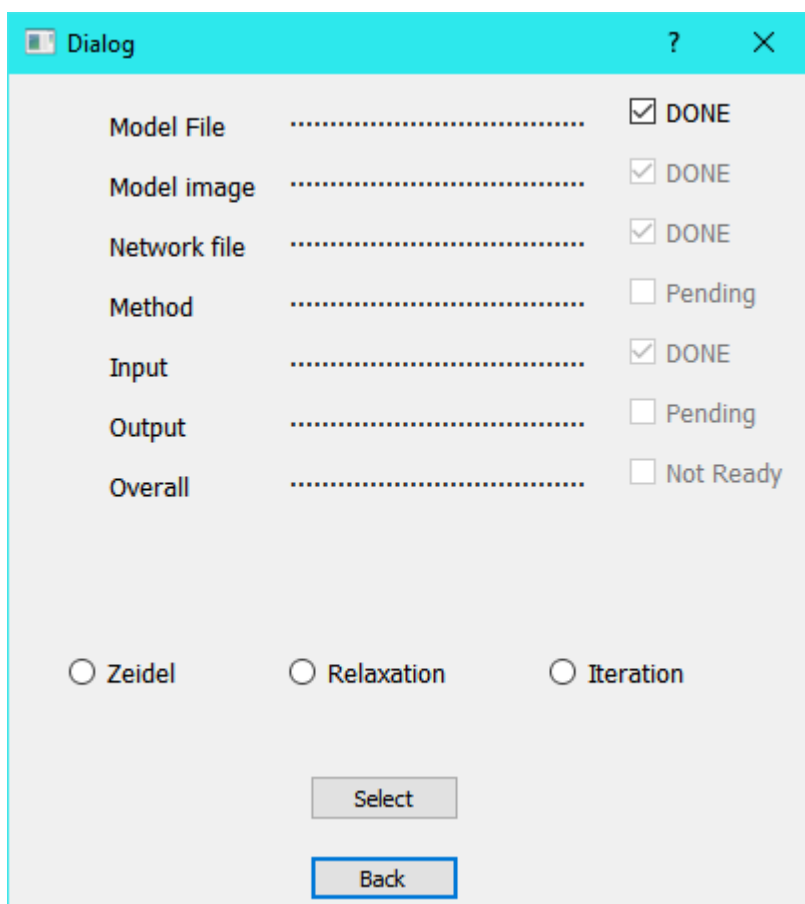 Dialog ? ×
Model File .................................... DONE
Model image .................................... DONE
Network file .................................... DONE
Method .................................... Pending
Input .................................... DONE
Output .................................... Pending
Overall .................................... Not Ready
Zeidel Relaxation Iteration
Select
Back